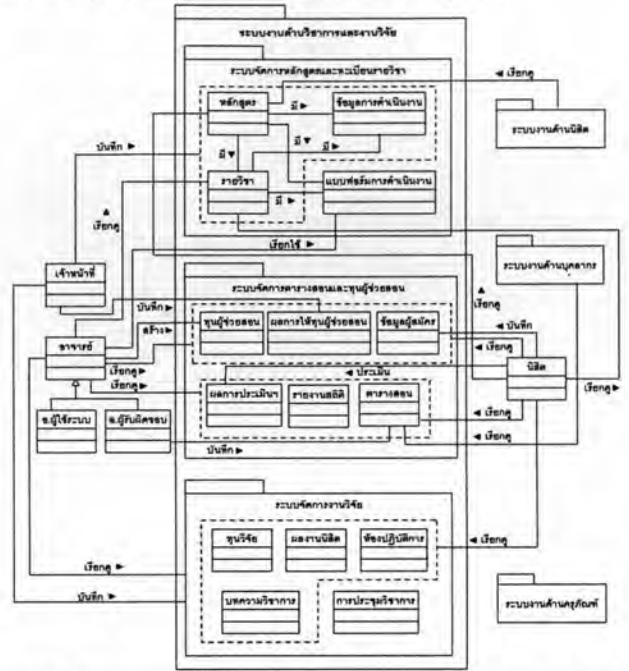 ระบบงานด้านวิชาการและงานวิจัย
ระบบจัดการหลักสูตรและทะเบียนรายวิชา
◄ เรียกดู
หลักสูตร
มี ►
ข้อมูลการดำเนินงาน
ระบบงานด้านนิสิต
บันทึก ►
มี ▼
มี ▼
มี ►
รายวิชา
มี ►
แบบฟอร์มการดำเนินงาน
▲
เรียกดู
เรียกใช้ ►
เจ้าหน้าที่
ระบบงานด้านบุคลากร
ระบบจัดการตารางสอนและทุนผู้ช่วยสอน
▲
เรียกดู
บันทึก ►
สร้าง ►
ทุนผู้ช่วยสอน
ผลการให้ทุนผู้ช่วยสอน
ข้อมูลผู้สมัคร
◄ บันทึก
อาจารย์
◄ เรียกดู
เรียกดู ►
◄ ประเมิน
นิสิต
เรียกดู ►
ผลการประเมินฯ
รายงานสถิติ
ตารางสอน
เรียกดู ►
อ.ผู้ใช้ระบบ
อ.ผู้รับผิดชอบ
◄ เรียกดู
บันทึก ►
◄ เรียกดู
ระบบจัดการงานวิจัย
ทุนวิจัย
ผลงานนิสิต
ห้องปฏิบัติการ
◄ เรียกดู
เรียกดู ►
บันทึก ►
บทความวิชาการ
การประชุมวิชาการ
ระบบงานด้านครุภัณฑ์